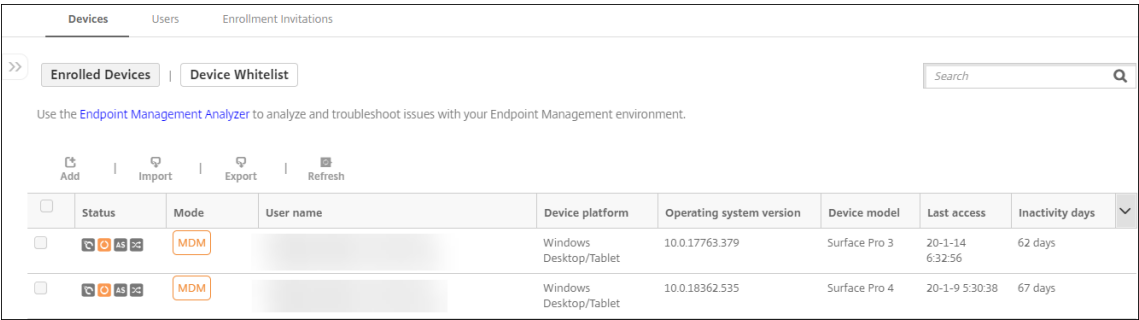 Devices Users Enrollment Invitations
Enrolled Devices | Device Whitelist Search
Use the Endpoint Management Analyzer to analyze and troubleshoot issues with your Endpoint Management environment.
Add | Import | Export | Refresh
Status Mode User name Device platform Operating system version Device model Last access Inactivity days
AS MDM Windows 10.0.17763.379 Surface Pro 3 20-1-14 62 days
Desktop/Tablet 6:32:56
AS MDM Windows 10.0.18362.535 Surface Pro 4 20-1-9 5:30:38 67 days
Desktop/Tablet